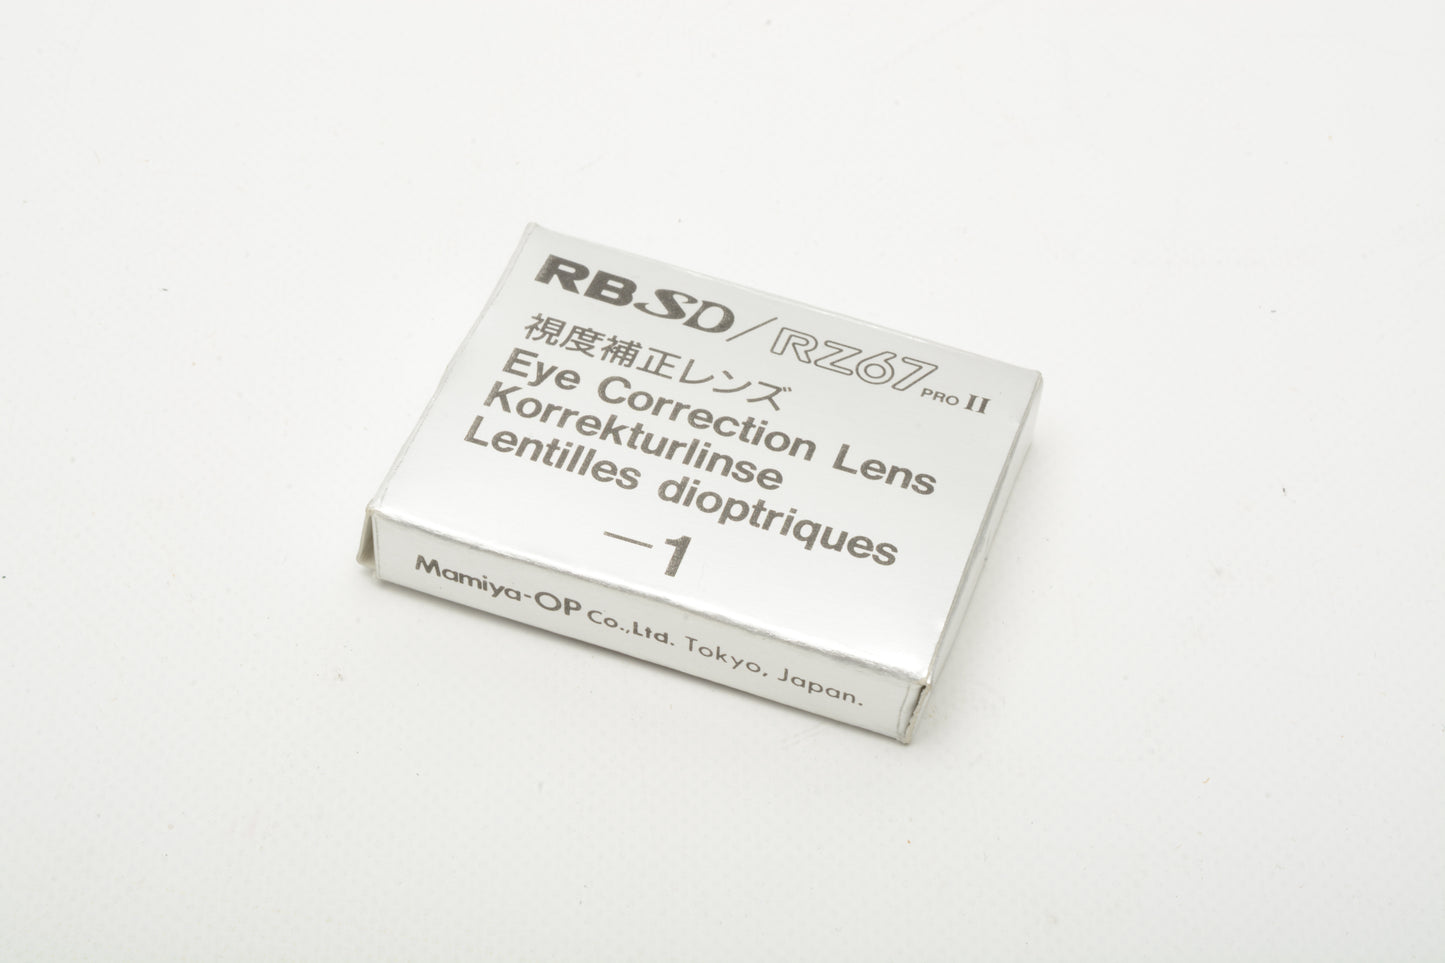 RB SD / RZ67 PRO II
視度補正レンズ
Eye Correction Lens
Korrekturlinse
Lentilles dioptriques
—1
Mamiya-OP Co.,Ltd. Tokyo, Japan.